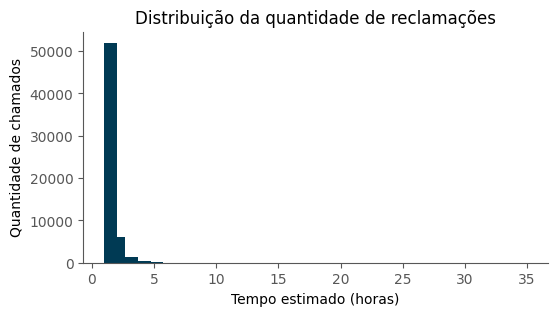 Distribuição da quantidade de reclamações
Quantidade de chamados
50000
40000
30000
20000
10000
0
0 5 10 15 20 25 30 35
Tempo estimado (horas)